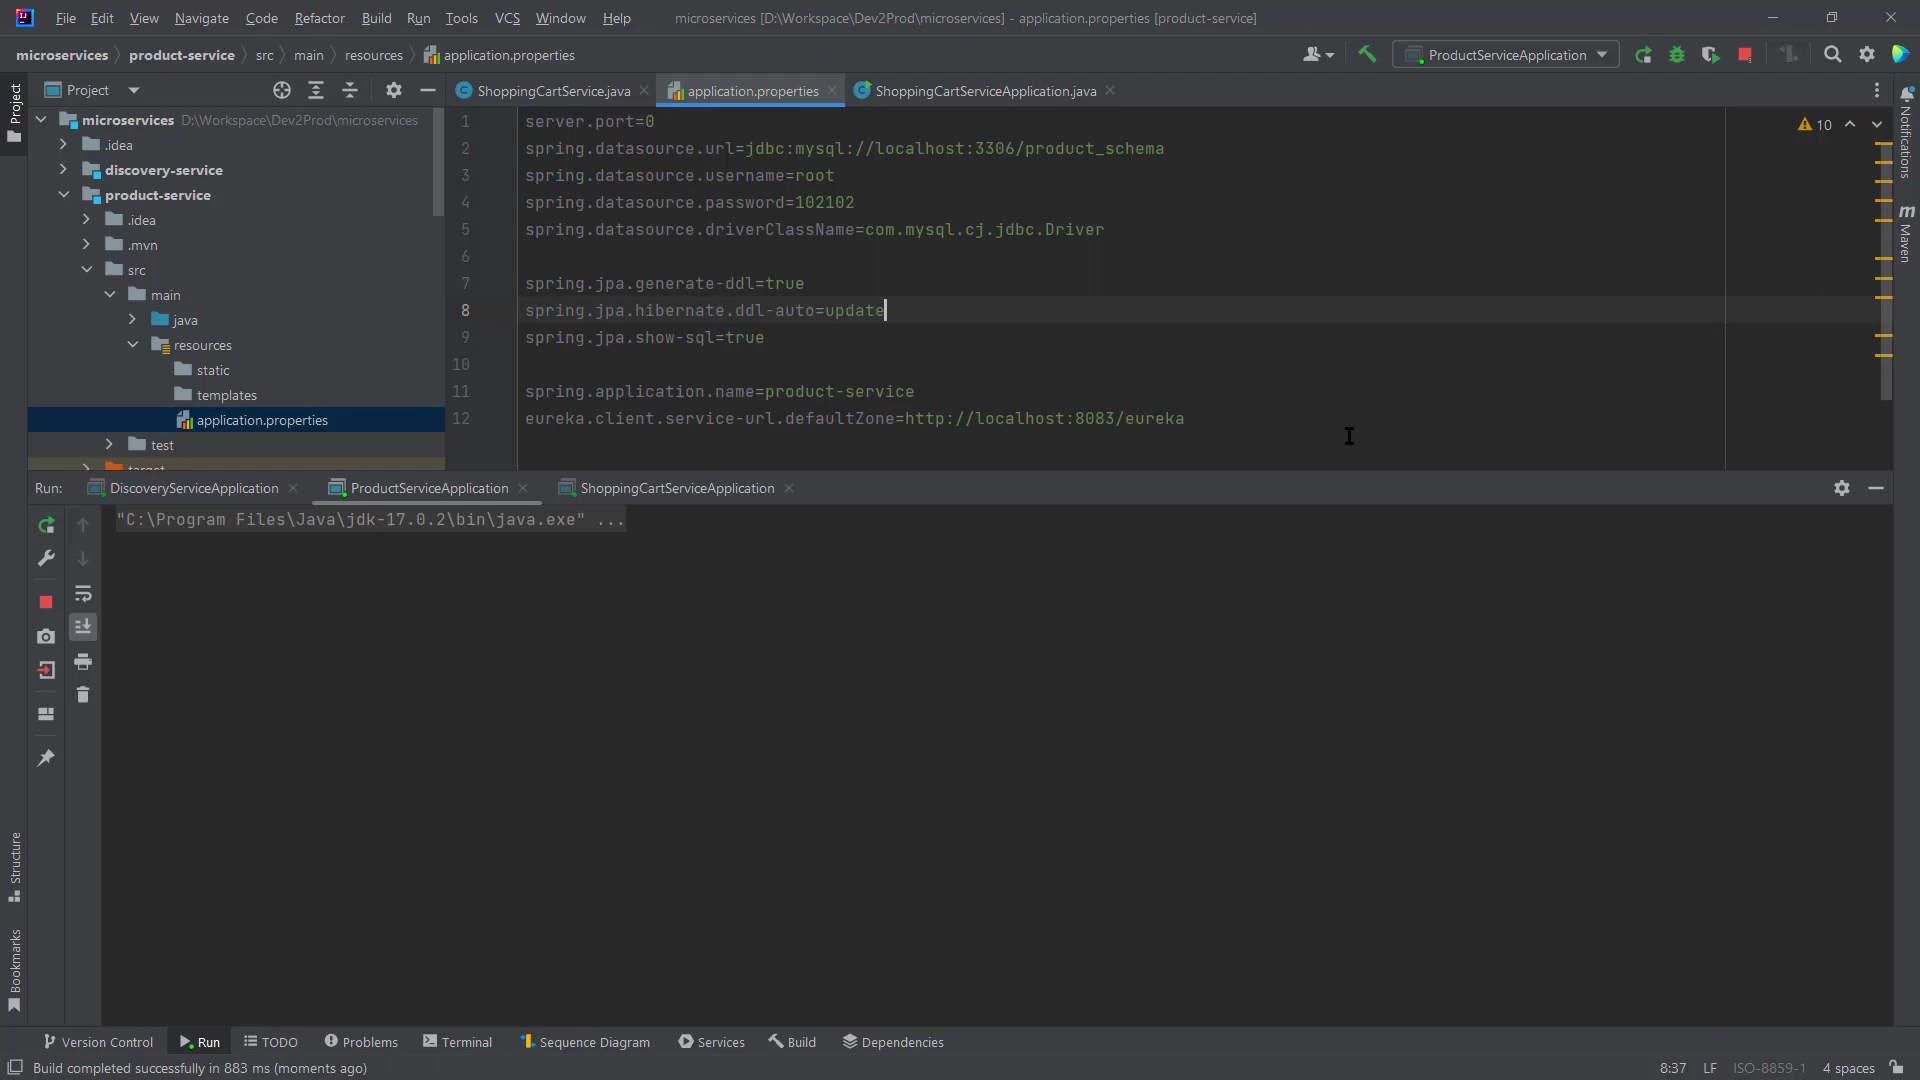 File Edit View Navigate Code Refactor Build Run Tools VCS Window Help microservices [D:\Workspace\Dev2Prod\microservices] - application.properties [product-service]
microservices product-service src main resources application.properties ProductServiceApplication
Project
ShoppingCartService.java application.properties ShoppingCartServiceApplication.java
Project
microservices D:\Workspace\Dev2Prod\microservices
.idea
discovery-service
product-service
.idea
.mvn
src
main
java
resources
static
templates
application.properties
test
target
1 server.port=0
2 spring.datasource.url=jdbc:mysql://localhost:3306/product_schema
3 spring.datasource.username=root
4 spring.datasource.password=102102
5 spring.datasource.driverClassName=com.mysql.cj.jdbc.Driver
6
7 spring.jpa.generate-ddl=true
8 spring.jpa.hibernate.ddl-auto=update
9 spring.jpa.show-sql=true
10
11 spring.application.name=product-service
12 eureka.client.service-url.defaultZone=http://localhost:8083/eureka
10
Notifications
m
Maven
Run: DiscoveryServiceApplication ProductServiceApplication ShoppingCartServiceApplication
"C:\Program Files\Java\jdk-17.0.2\bin\java.exe" ...
Structure
Bookmarks
Version Control Run TODO Problems Terminal Sequence Diagram Services Build Dependencies
Build completed successfully in 883 ms (moments ago) 8:37 LF ISO-8859-1 4 spaces